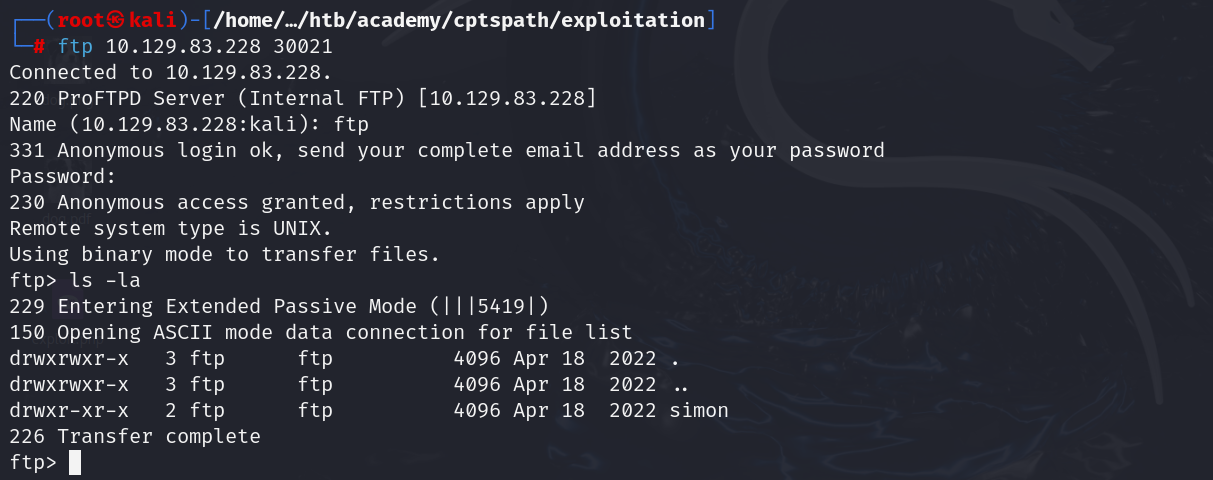 ┌──(root㉿kali)-[/home/…/htb/academy/cptspath/exploitation]
└─# ftp 10.129.83.228 30021
Connected to 10.129.83.228.
220 ProFTPD Server (Internal FTP) [10.129.83.228]
Name (10.129.83.228:kali): ftp
331 Anonymous login ok, send your complete email address as your password
Password:
230 Anonymous access granted, restrictions apply
Remote system type is UNIX.
Using binary mode to transfer files.
ftp> ls -la
229 Entering Extended Passive Mode (|||5419|)
150 Opening ASCII mode data connection for file list
drwxrwxr-x   3 ftp      ftp          4096 Apr 18  2022 .
drwxrwxr-x   3 ftp      ftp          4096 Apr 18  2022 ..
drwxr-xr-x   2 ftp      ftp          4096 Apr 18  2022 simon
226 Transfer complete
ftp>